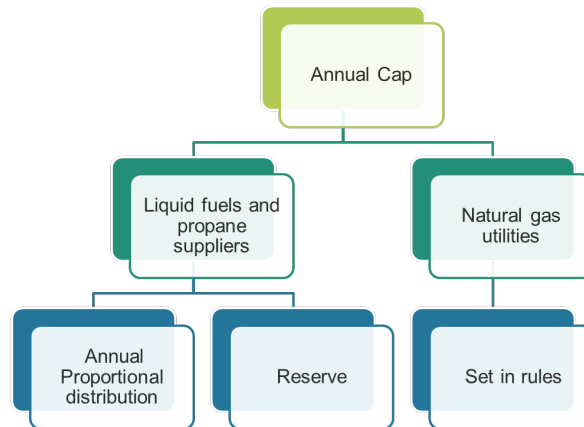 Annual Cap
Liquid fuels and
propane
suppliers
Natural gas
utilities
Annual
Proportional
distribution
Reserve
Set in rules